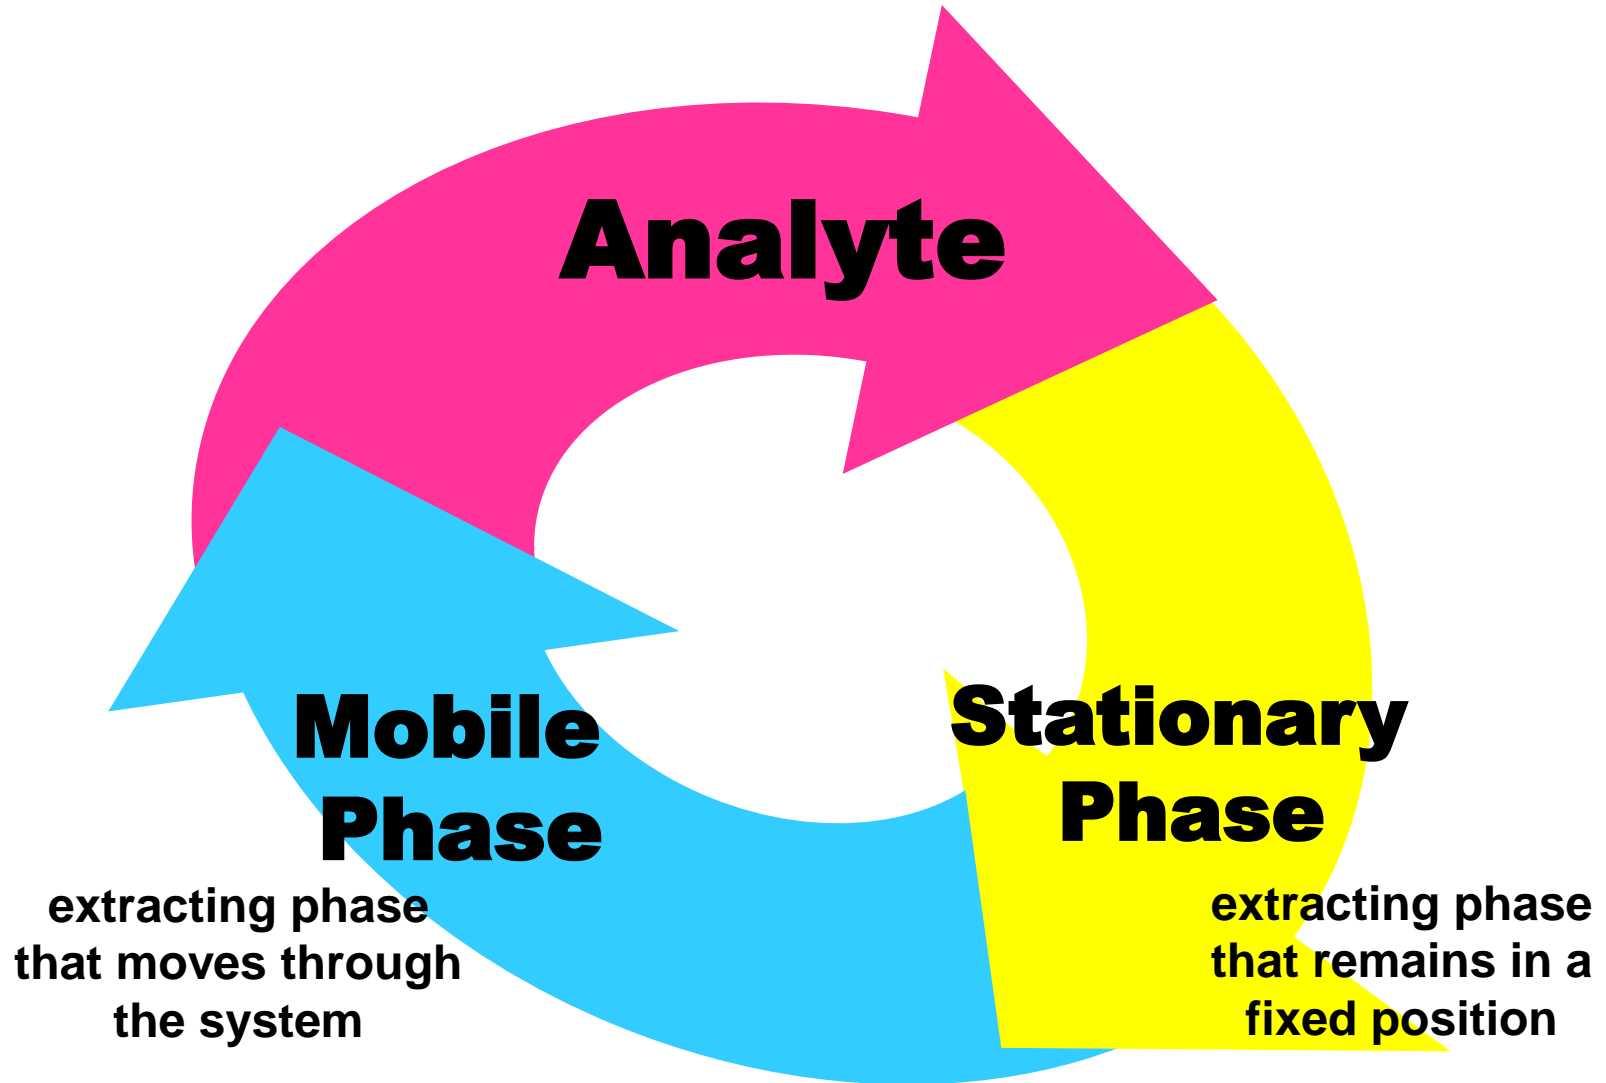 Analyte
Mobile
Phase
extracting phase
that moves through
the system
Stationary
Phase
extracting phase
that remains in a
fixed position